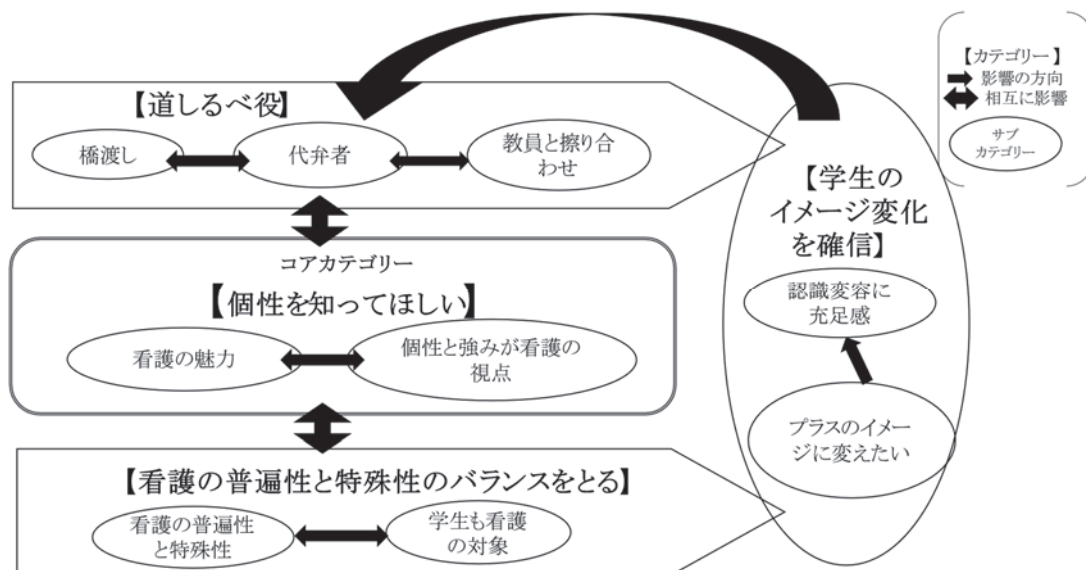 【道しるべ役】
橋渡し
代弁者
教員と擦り合
わせ
コアカテゴリー
【個性を知ってほしい】
看護の魅力
個性と強みが看護の
視点
【看護の普遍性と特殊性のバランスをとる】
看護の普遍性
と特殊性
学生も看護
の対象
【学生の
イメージ変化
を確信】
認識変容に
充足感
プラスのイメー
ジに変えたい
【カテゴリー】
影響の方向
相互に影響
サブ
カテゴリー